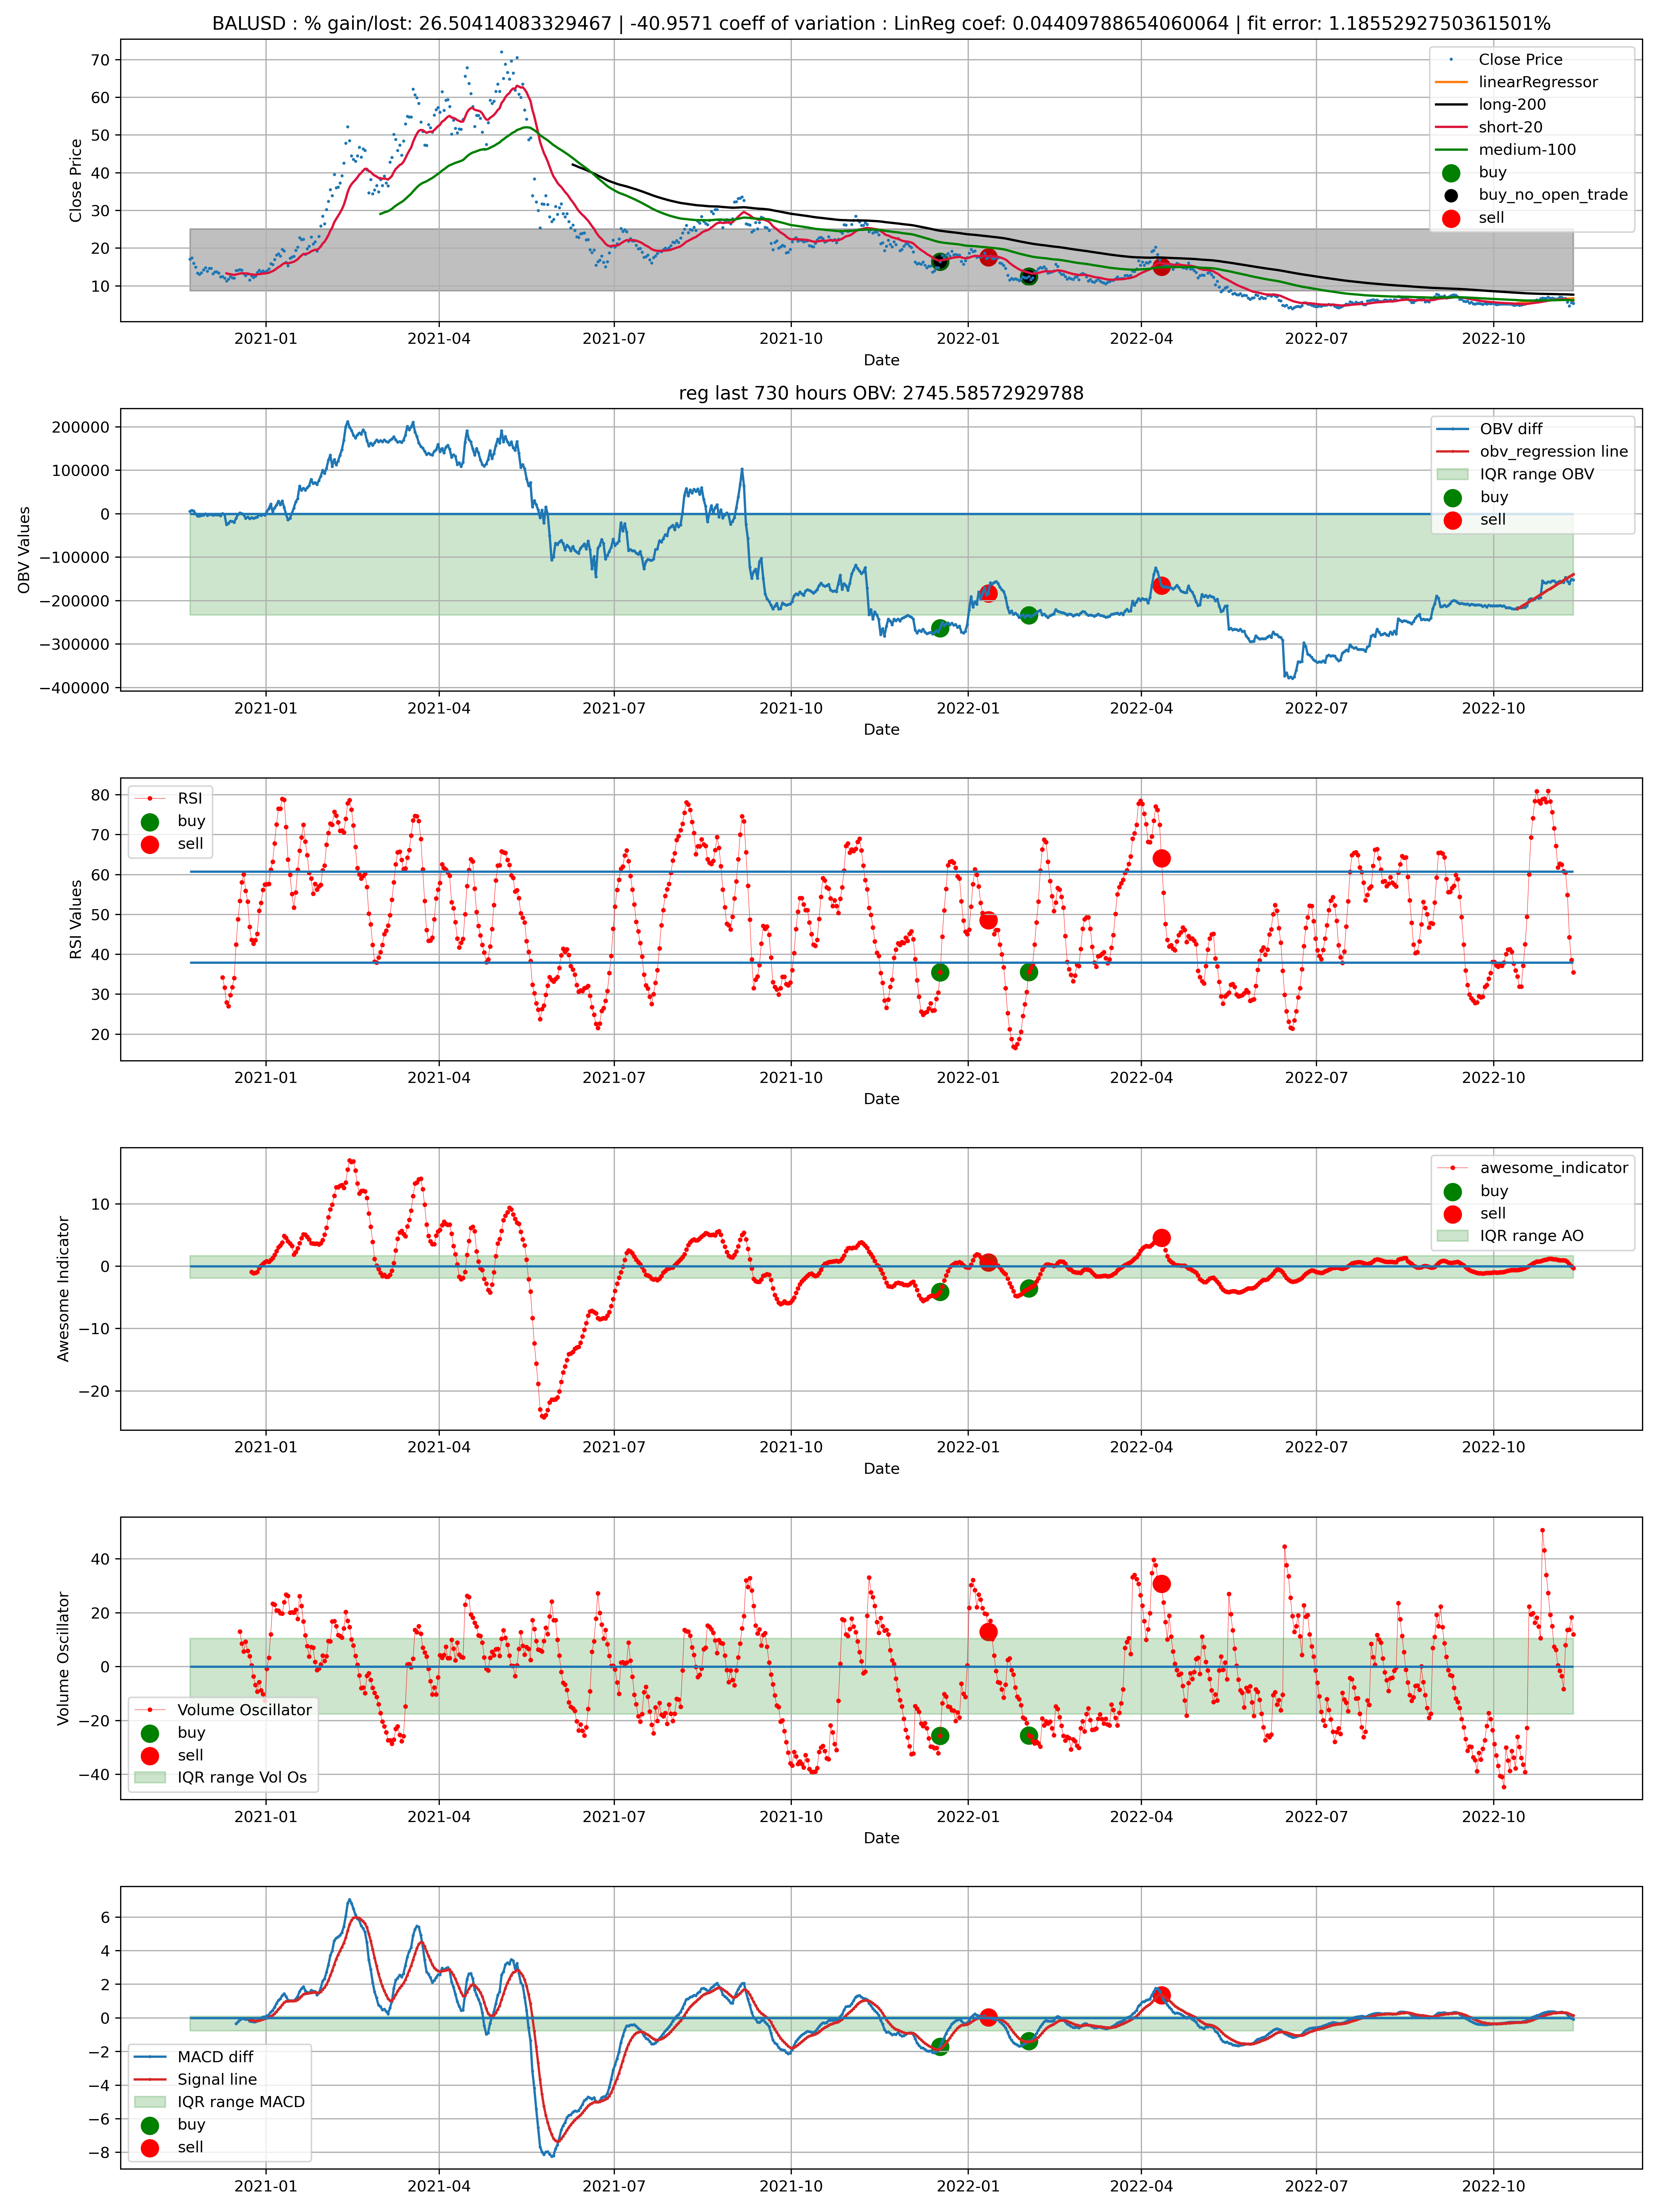 BALUSD : % gain/lost: 26.50414083329467 | -40.9571 coeff of variation : LinReg coef: 0.04409788654060064 | fit error: 1.1855292750361501%
Close Price
70
60
50
40
30
20
10
Close Price
linearRegressor
long-200
short-20
medium-100
buy
buy_no_open_trade
sell
2021-01 2021-04 2021-07 2021-10 2022-01 2022-04 2022-07 2022-10
Date
reg last 730 hours OBV: 2745.58572929788
OBV Values
200000
100000
0
−100000
−200000
−300000
−400000
OBV diff
obv_regression line
IQR range OBV
buy
sell
2021-01 2021-04 2021-07 2021-10 2022-01 2022-04 2022-07 2022-10
Date
RSI Values
80
70
60
50
40
30
20
RSI
buy
sell
2021-01 2021-04 2021-07 2021-10 2022-01 2022-04 2022-07 2022-10
Date
Awesome Indicator
10
0
−10
−20
awesome_indicator
buy
sell
IQR range AO
2021-01 2021-04 2021-07 2021-10 2022-01 2022-04 2022-07 2022-10
Date
Volume Oscillator
40
20
0
−20
−40
Volume Oscillator
buy
sell
IQR range Vol Os
2021-01 2021-04 2021-07 2021-10 2022-01 2022-04 2022-07 2022-10
Date
6
4
2
0
−2
−4
−6
−8
MACD diff
Signal line
IQR range MACD
buy
sell
2021-01 2021-04 2021-07 2021-10 2022-01 2022-04 2022-07 2022-10